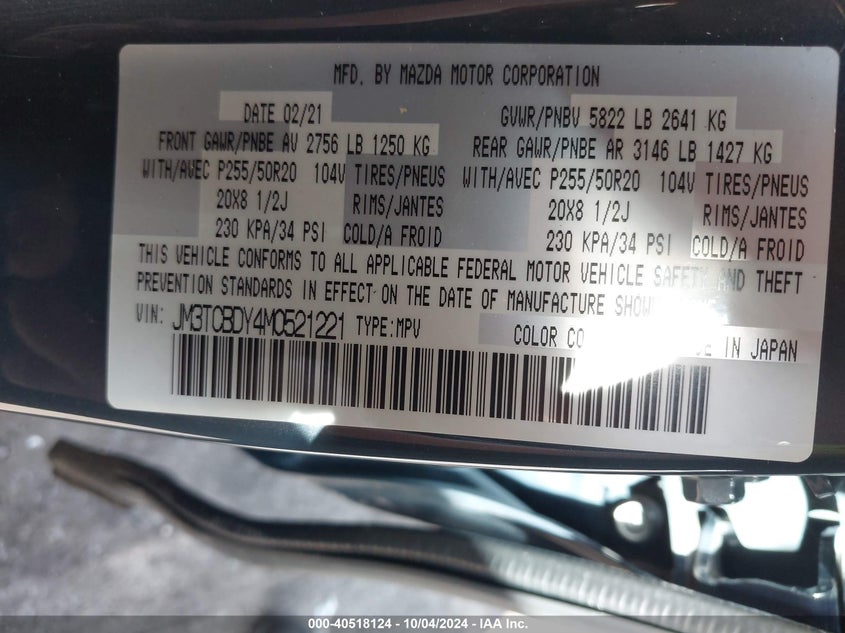 MFD. BY MAZDA MOTOR CORPORATION
DATE 02/21 GVWR/PNBV 5822 LB 2641 KG
FRONT GAWR/PNBE AV 2756 LB 1250 KG REAR GAWR/PNBE AR 3146 LB 1427 KG
WITH/AVEC P255/50R20 104V TIRES/PNEUS WITH/AVEC P255/50R20 104V TIRES/PNEUS
20X8 1/2J RIMS/JANTES 20X8 1/2J RIMS/JANTES
230 KPA/34 PSI COLD/A FROID 230 KPA/34 PSI COLD/A FROID
THIS VEHICLE CONFORMS TO ALL APPLICABLE FEDERAL MOTOR VEHICLE SAFETY AND THEFT
PREVENTION STANDARDS IN EFFECT ON THE DATE OF MANUFACTURE
VIN: JM3TCBDY4M0521221 TYPE:MPV COLOR IN JAPAN
000-40518124 - 10/04/2024 - IAA Inc.